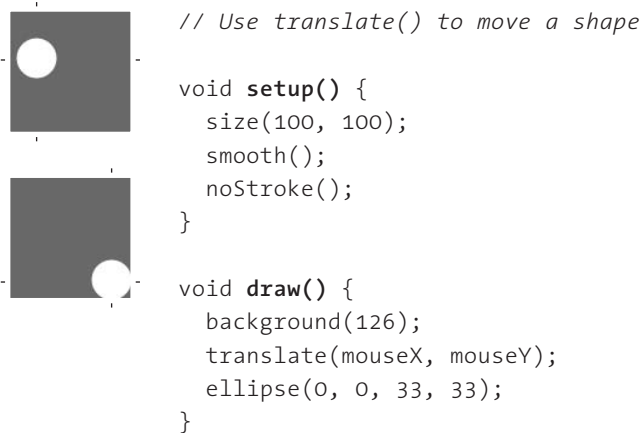 // Use translate() to move a shape
void setup() {
size(100, 100);
smooth();
noStroke();
}
void draw() {
background(126);
translate(mouseX, mouseY);
ellipse(0, 0, 33, 33);
}